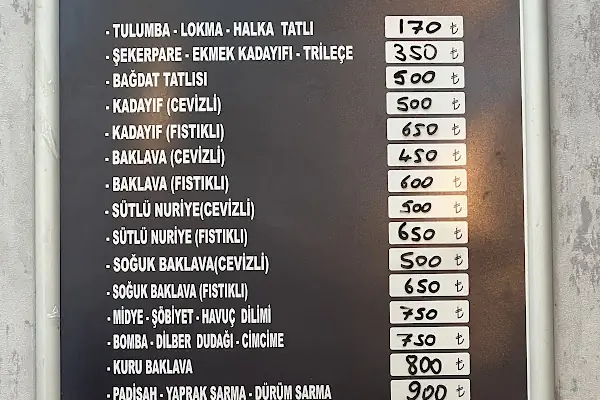 - TULUMBA - LOKMA - HALKA TATLI 170 ₺
- ŞEKERPARE - EKMEK KADAYIFI - TRİLEÇE 350 ₺
- BAĞDAT TATLISI 500 ₺
- KADAYIF (CEVİZLİ) 500 ₺
- KADAYIF (FISTIKLI) 650 ₺
- BAKLAVA (CEVİZLİ) 450 ₺
- BAKLAVA (FISTIKLI) 600 ₺
- SÜTLÜ NURİYE(CEVİZLİ) 500 ₺
- SÜTLÜ NURİYE (FISTIKLI) 650 ₺
- SOĞUK BAKLAVA(CEVİZLİ) 500 ₺
- SOĞUK BAKLAVA (FISTIKLI) 650 ₺
- MİDYE - ŞÖBİYET - HAVUÇ DİLİMİ 750 ₺
- BOMBA - DİLBER DUDAĞI - CİMCİME 750 ₺
- KURU BAKLAVA 800 ₺
- PADİŞAH - YAPRAK SARMA - DÜRÜM SARMA 900 ₺